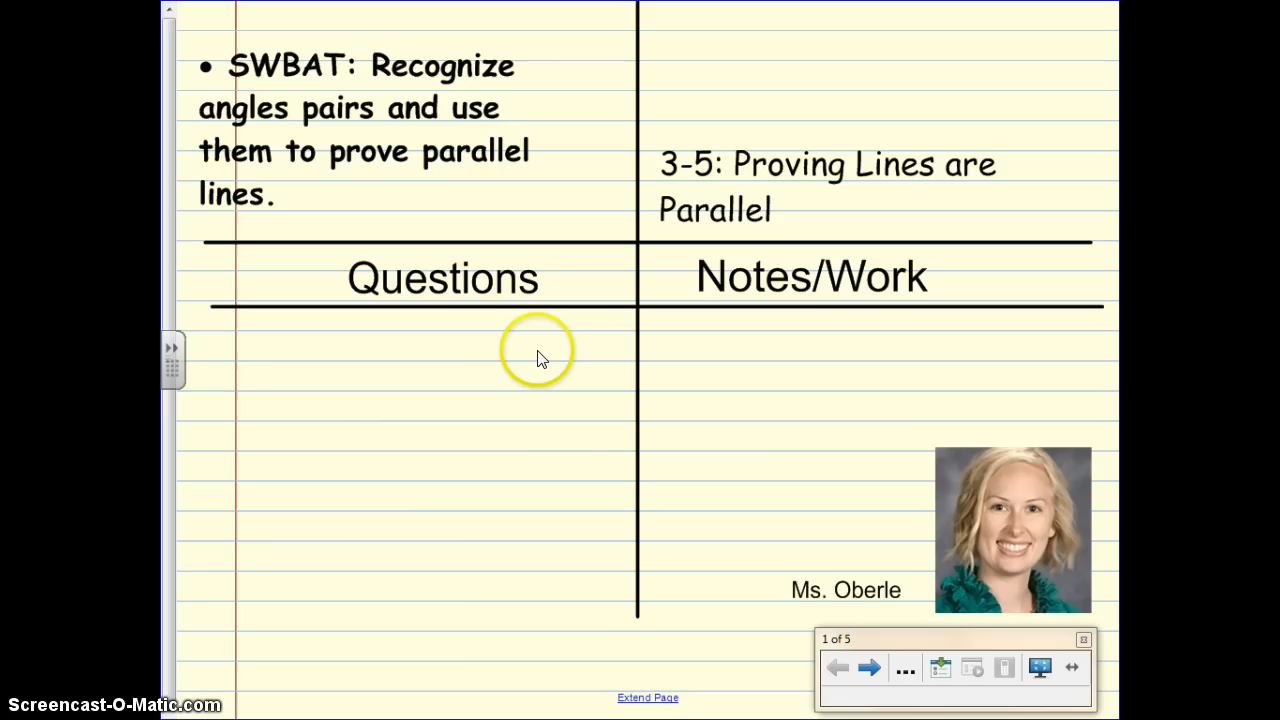 • SWBAT: Recognize
angles pairs and use
them to prove parallel
lines.
3-5: Proving Lines are
Parallel
Questions
Notes/Work
Ms. Oberle
1 of 5
...
Extend Page
Screencast-O-Matic.com